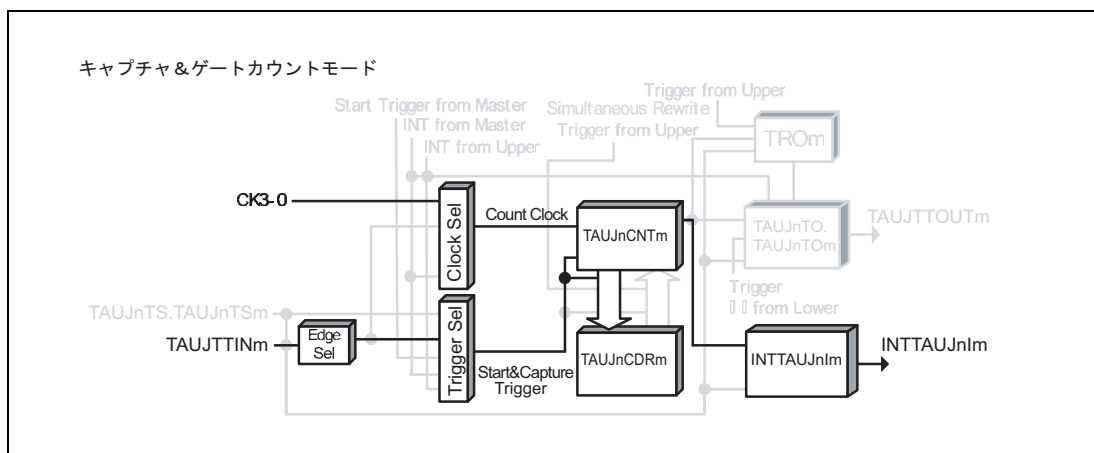 キャプチャ＆ゲートカウントモード
Trigger from Upper
Start Trigger from Master
Simultaneous Rewrite
INT from Master
Trigger from Upper
INT from Upper
TROm
CK3-0
Clock Sel
Count Clock
TAUJnCNTm
TAUJnTO.
TAUJnTOm
TAUJTTOUTm
Trigger
from Lower
TAUJnTS.TAUJnTSm
TAUJTTINm
Edge
Sel
Trigger Sel
Start&Capture
Trigger
TAUJnCDRm
INTTAUJnIm
INTTAUJnIm